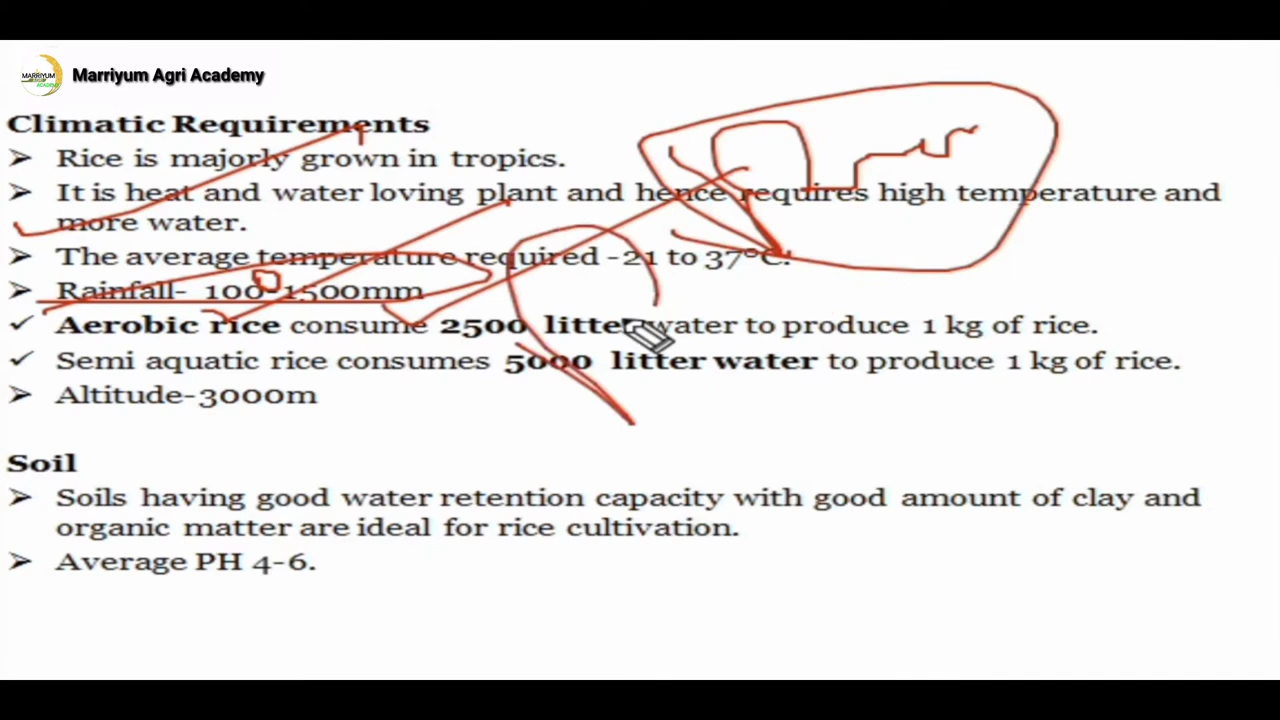 MARRIYUM
ACADEMY
Marriyum Agri Academy
Climatic Requirements
➢ Rice is majorly grown in tropics.
➢ It is heat and water loving plant and hence requires high temperature and
more water.
➢ The average temperature required -21 to 37°C.
➢ Rainfall- 100-1500mm
✓ Aerobic rice consume 2500 litter water to produce 1 kg of rice.
✓ Semi aquatic rice consumes 5000 litter water to produce 1 kg of rice.
➢ Altitude-3000m
Soil
➢ Soils having good water retention capacity with good amount of clay and
organic matter are ideal for rice cultivation.
➢ Average PH 4-6.